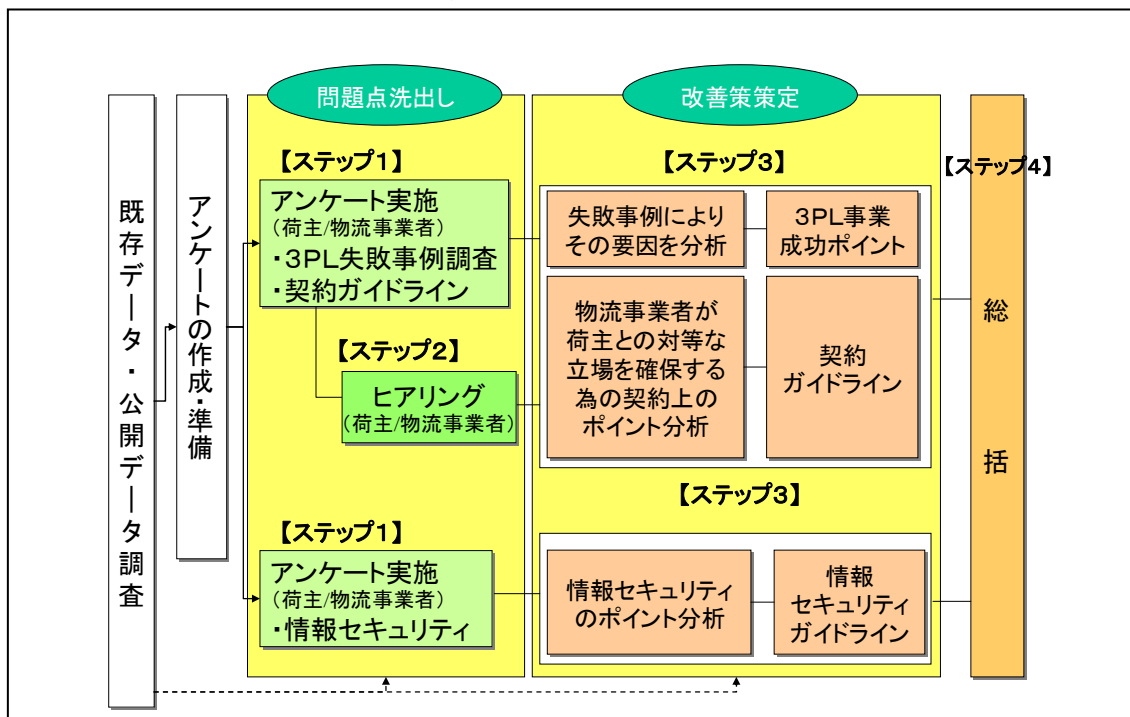 既存データ・公開データ調査
アンケートの作成・準備
問題点洗出し
【ステップ1】
アンケート実施
(荷主/物流事業者)
・3PL失敗事例調査
・契約ガイドライン
【ステップ2】
ヒアリング
(荷主/物流事業者)
【ステップ1】
アンケート実施
(荷主/物流事業者)
・情報セキュリティ
改善策策定
【ステップ3】
失敗事例により
その要因を分析
3PL事業
成功ポイント
物流事業者が
荷主との対等な
立場を確保する
為の契約上の
ポイント分析
契約
ガイドライン
【ステップ3】
情報セキュリティ
のポイント分析
情報
セキュリティ
ガイドライン
【ステップ4】
総括